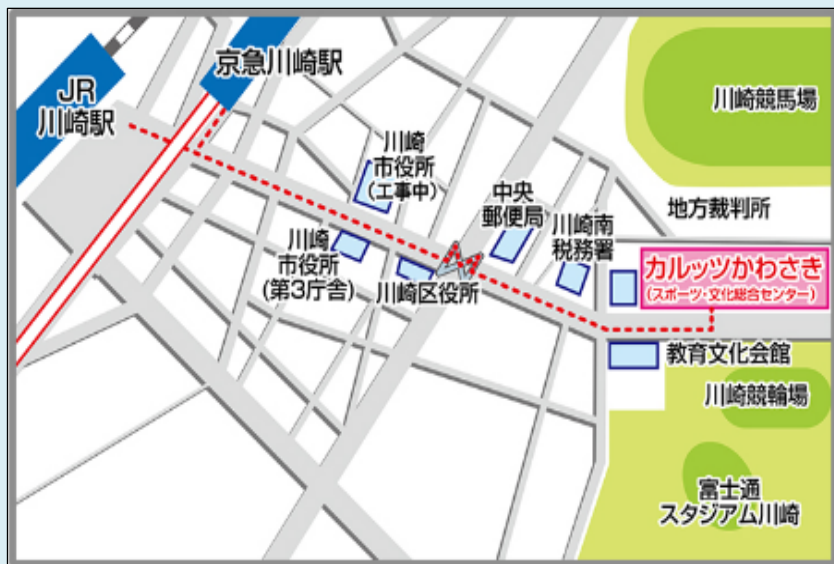 京急川崎駅
JR
川崎駅
川崎競馬場
川崎
市役所
(工事中)
中央
郵便局
川崎南
税務署
地方裁判所
川崎
市役所
(第3庁舎)
川崎区役所
カルッツかわさき
(スポーツ・文化総合センター)
教育文化会館
川崎競輪場
富士通
スタジアム川崎